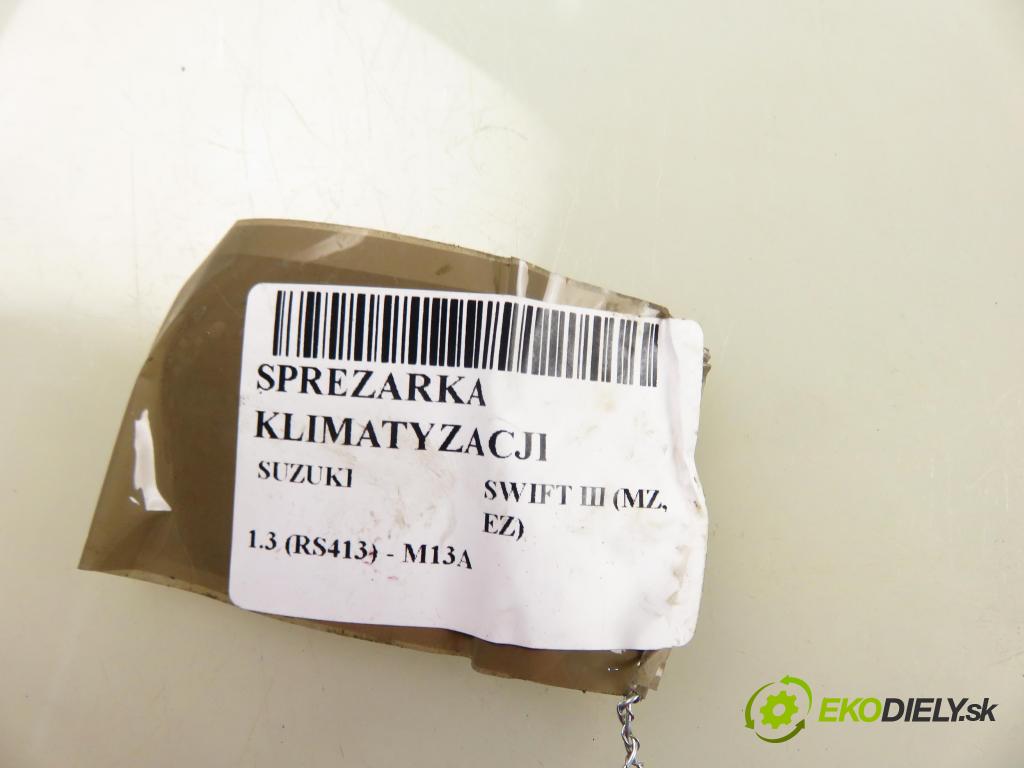 SPREZARKA
KLIMATYZACJI
SUZUKI
SWIFT III (MZ,
EZ)
1.3 (RS413) - M13A
EKODIELY.sk